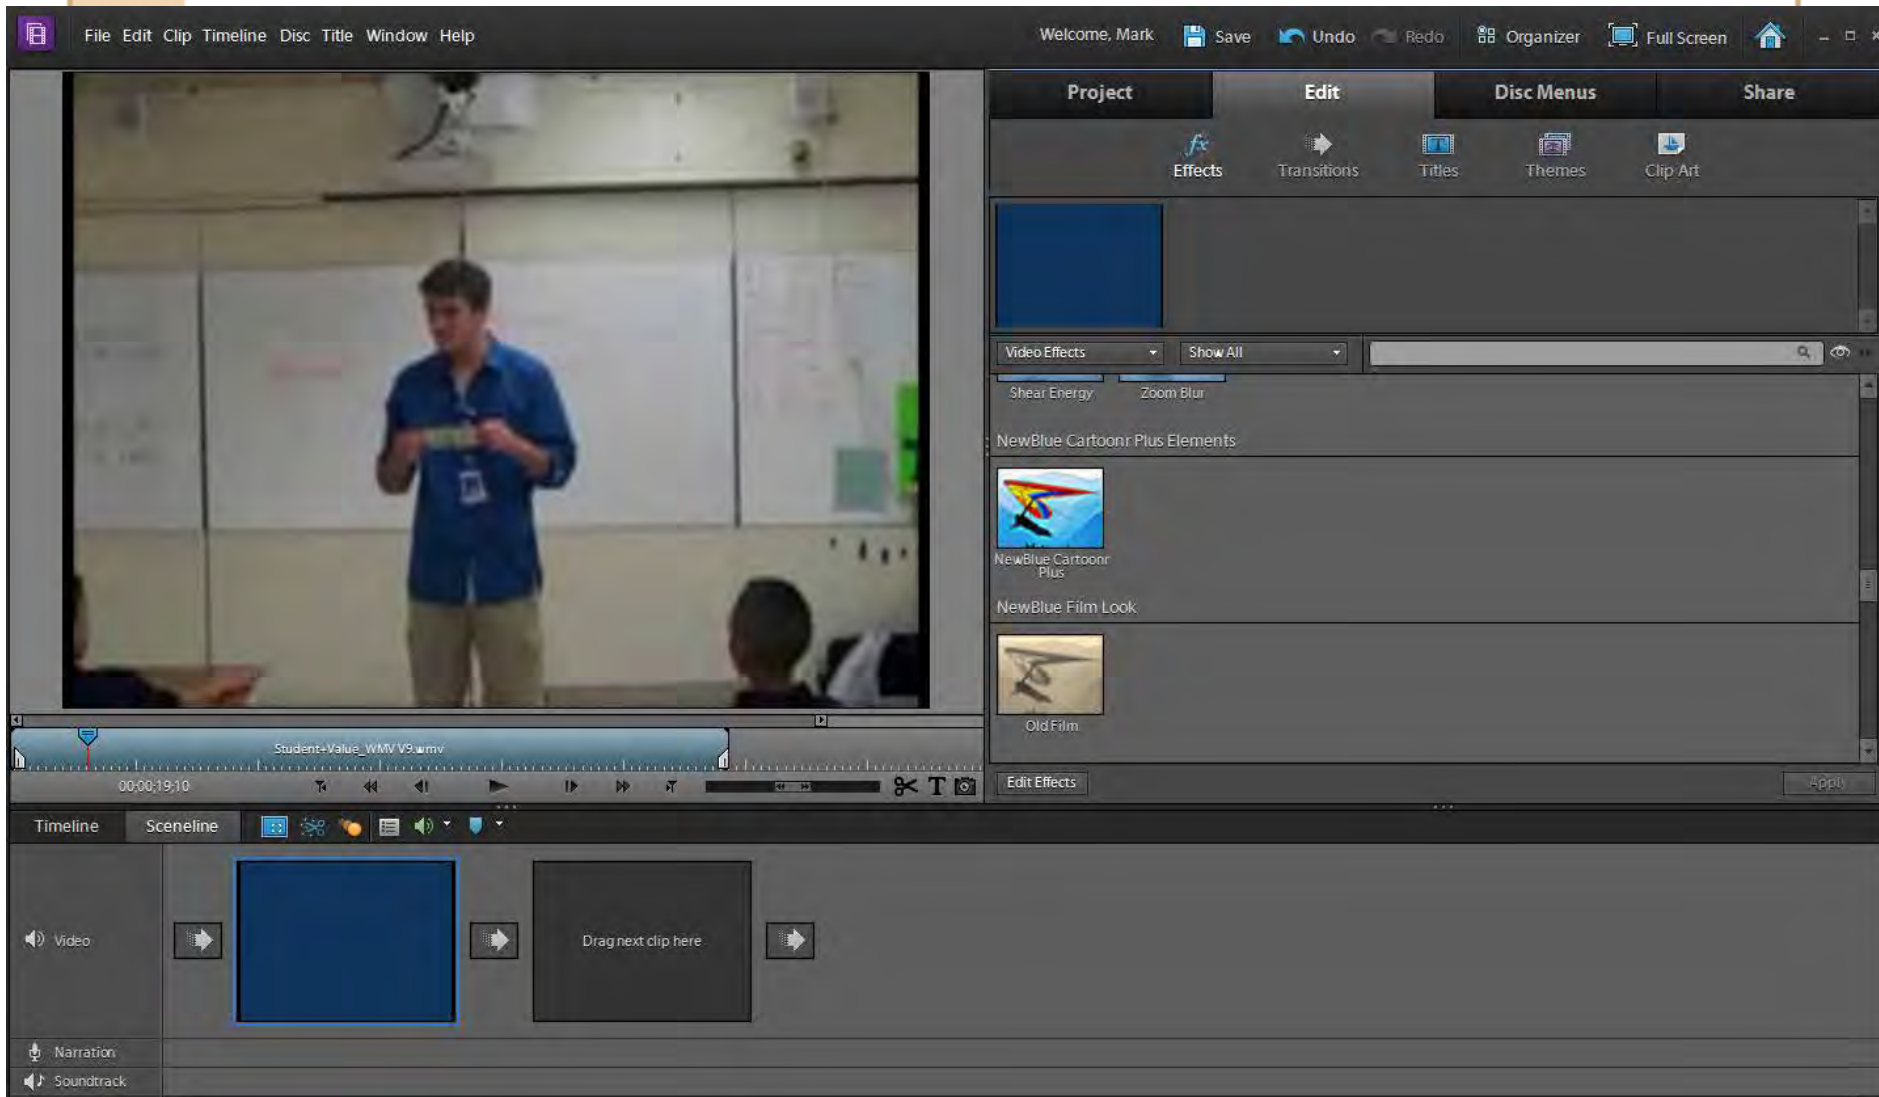 File Edit Clip Timeline Disc Title Window Help
Welcome, Mark Save Undo Redo Organizer Full Screen
Project Edit Disc Menus Share
fx
Effects Transitions Titles Themes Clip Art
Video Effects Show All
Shear Energy Zoom Blur
NewBlue Cartoonr Plus Elements
NewBlue Cartoonr
Plus
NewBlue Film Look
Old Film
Student+Value_WMV V9.wmv
00;00;19;10
T
Edit Effects Apply
Timeline Sceneline
Video
Drag next clip here
Narration
Soundtrack